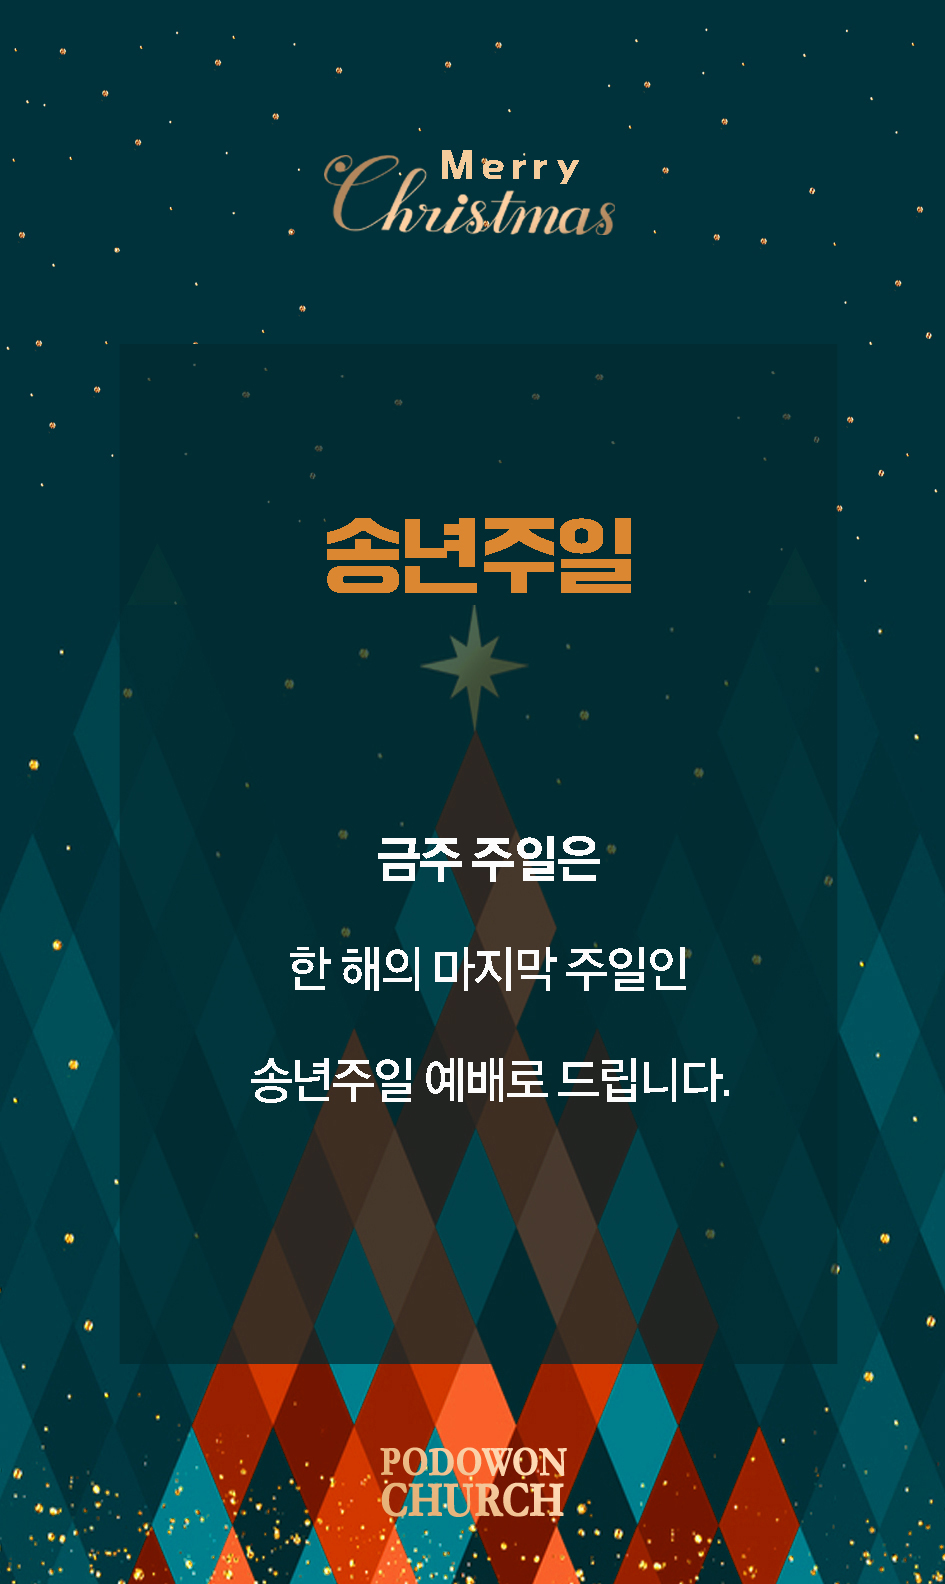 Merry
Christmas
송년주일
금주 주일은
한 해의 마지막 주일인
송년주일 예배로 드립니다.
PODOWON
CHURCH